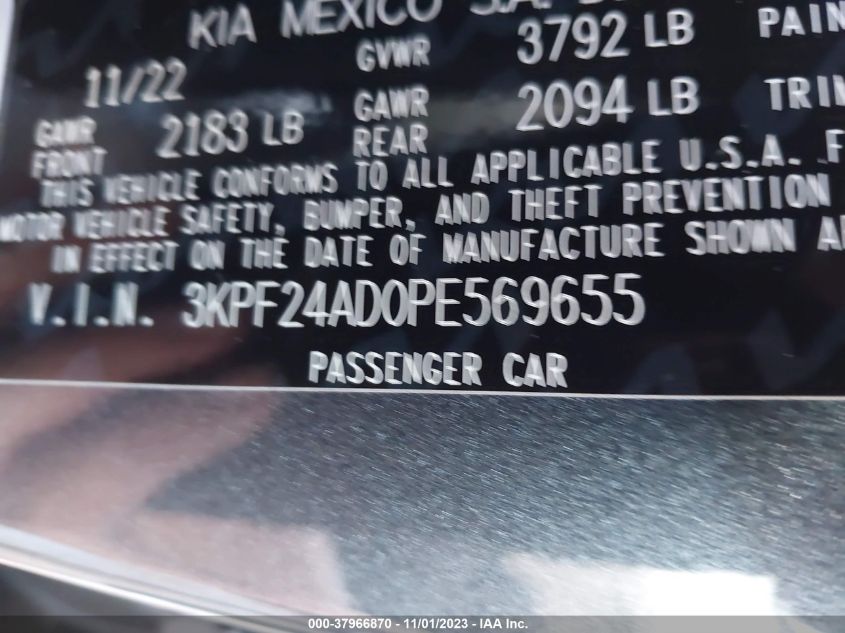 KIA MEXICO S.A. D
11/22 GVWR 3792 LB PAIN
GAWR FRONT 2183 LB GAWR REAR 2094 LB TRIM
THIS VEHICLE CONFORMS TO ALL APPLICABLE U.S.A. F
MOTOR VEHICLE SAFETY, BUMPER, AND THEFT PREVENTION
IN EFFECT ON THE DATE OF MANUFACTURE SHOWN A
V.I.N. 3KPF24AD0PE569655
PASSENGER CAR
000-37966870 - 11/01/2023 - IAA Inc.